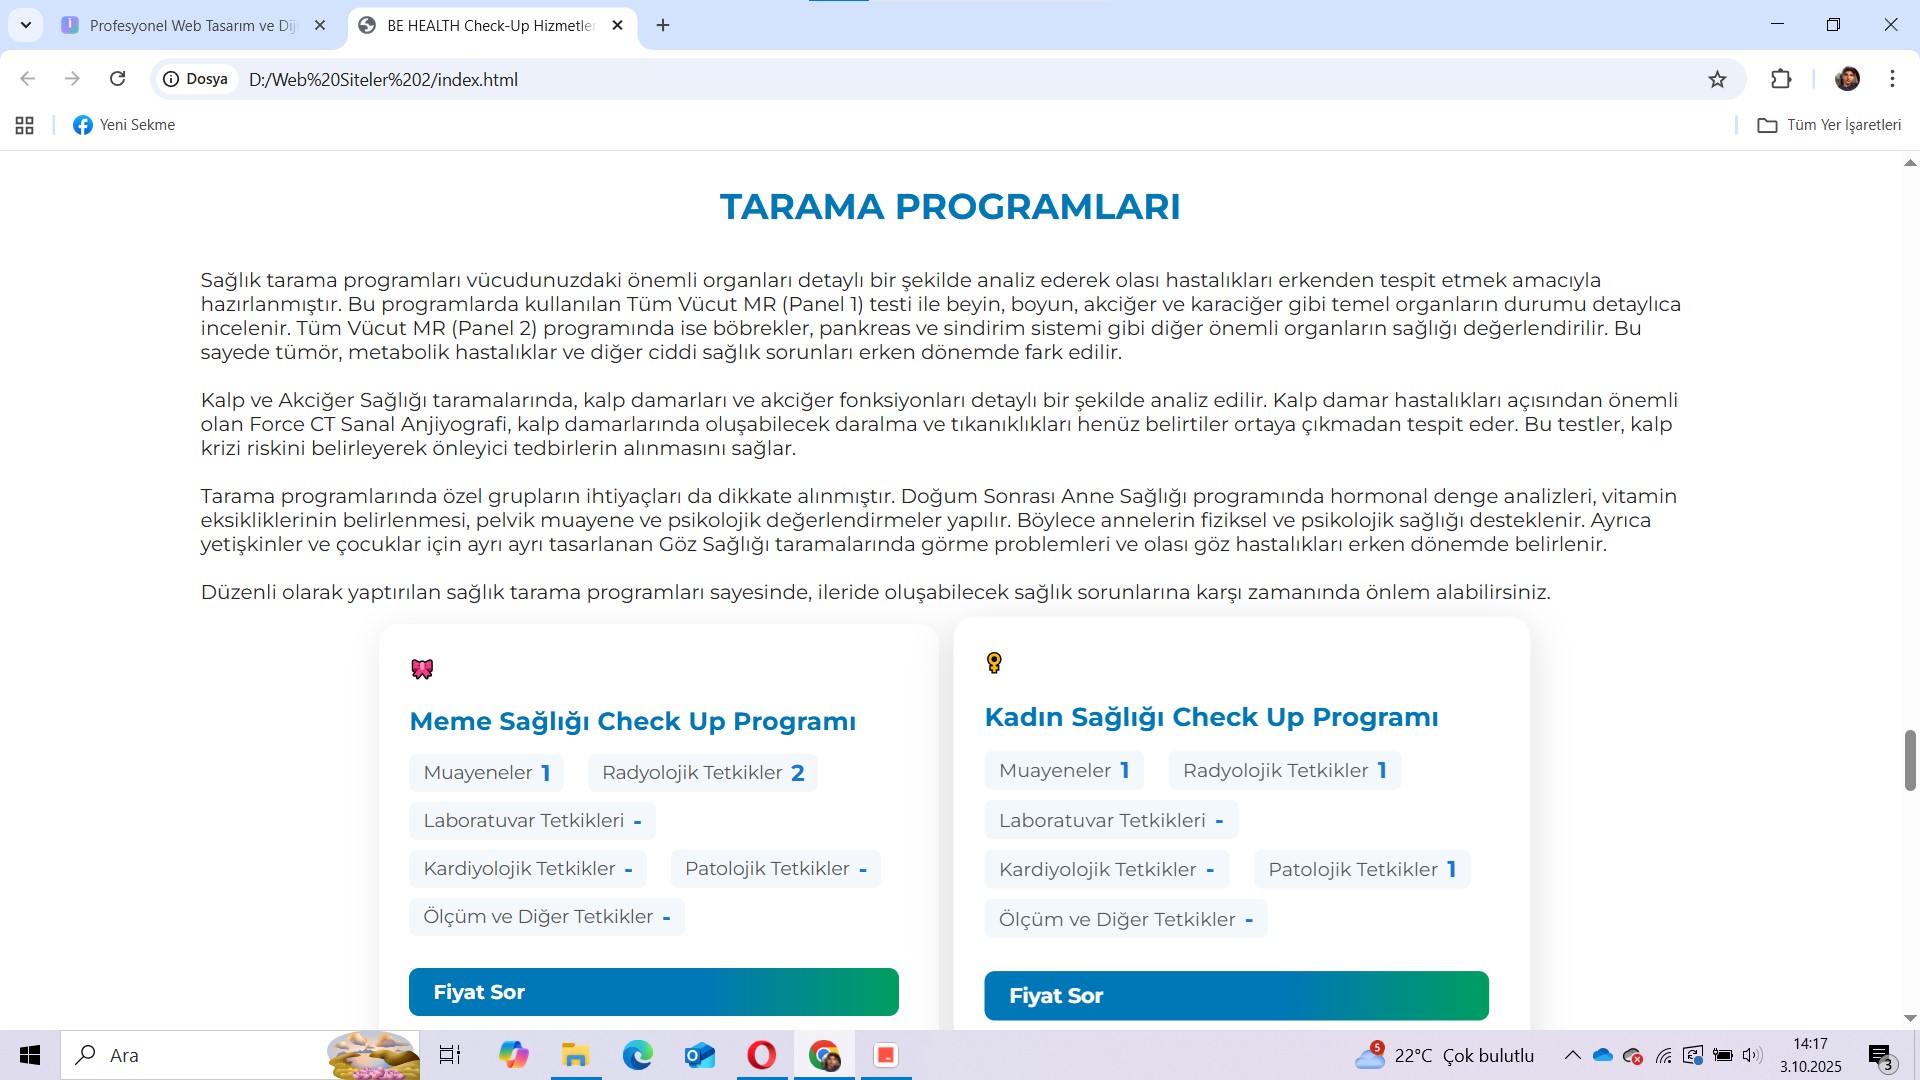 Profesyonel Web Tasarım ve Dij
BE HEALTH Check-Up Hizmetler
Dosya
D:/Web%20Siteler%202/index.html
Yeni Sekme
Tüm Yer İşaretleri
TARAMA PROGRAMLARI
Sağlık tarama programları vücudunuzdaki önemli organları detaylı bir şekilde analiz ederek olası hastalıkları erkenden tespit etmek amacıyla
hazırlanmıştır. Bu programlarda kullanılan Tüm Vücut MR (Panel 1) testi ile beyin, boyun, akciğer ve karaciğer gibi temel organların durumu detaylıca
incelenir. Tüm Vücut MR (Panel 2) programında ise böbrekler, pankreas ve sindirim sistemi gibi diğer önemli organların sağlığı değerlendirilir. Bu
sayede tümör, metabolik hastalıklar ve diğer ciddi sağlık sorunları erken dönemde fark edilir.
Kalp ve Akciğer Sağlığı taramalarında, kalp damarları ve akciğer fonksiyonları detaylı bir şekilde analiz edilir. Kalp damar hastalıkları açısından önemli
olan Force CT Sanal Anjiyografi, kalp damarlarında oluşabilecek daralma ve tıkanıklıkları henüz belirtiler ortaya çıkmadan tespit eder. Bu testler, kalp
krizi riskini belirleyerek önleyici tedbirlerin alınmasını sağlar.
Tarama programlarında özel grupların ihtiyaçları da dikkate alınmıştır. Doğum Sonrası Anne Sağlığı programında hormonal denge analizleri, vitamin
eksikliklerinin belirlenmesi, pelvik muayene ve psikolojik değerlendirmeler yapılır. Böylece annelerin fiziksel ve psikolojik sağlığı desteklenir. Ayrıca
yetişkinler ve çocuklar için ayrı ayrı tasarlanan Göz Sağlığı taramalarında görme problemleri ve olası göz hastalıkları erken dönemde belirlenir.
Düzenli olarak yaptırılan sağlık tarama programları sayesinde, ileride oluşabilecek sağlık sorunlarına karşı zamanında önlem alabilirsiniz.
Meme Sağlığı Check Up Programı
Muayeneler 1 Radyolojik Tetkikler 2
Laboratuvar Tetkikleri -
Kardiyolojik Tetkikler - Patolojik Tetkikler -
Ölçüm ve Diğer Tetkikler -
Fiyat Sor
Kadın Sağlığı Check Up Programı
Muayeneler 1 Radyolojik Tetkikler 1
Laboratuvar Tetkikleri -
Kardiyolojik Tetkikler - Patolojik Tetkikler 1
Ölçüm ve Diğer Tetkikler -
Fiyat Sor
Ara
5
22°C Çok bulutlu
14:17
3.10.2025
3